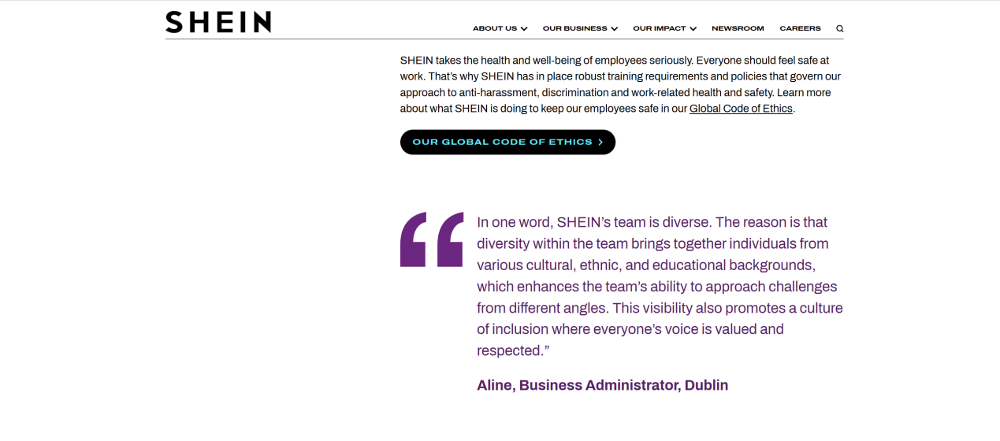 SHEIN
ABOUT US
OUR BUSINESS
OUR IMPACT
NEWSROOM
CAREERS
SHEIN takes the health and well-being of employees seriously. Everyone should feel safe at
work. That’s why SHEIN has in place robust training requirements and policies that govern our
approach to anti-harassment, discrimination and work-related health and safety. Learn more
about what SHEIN is doing to keep our employees safe in our Global Code of Ethics.
OUR GLOBAL CODE OF ETHICS
“In one word, SHEIN’s team is diverse. The reason is that
diversity within the team brings together individuals from
various cultural, ethnic, and educational backgrounds,
which enhances the team’s ability to approach challenges
from different angles. This visibility also promotes a culture
of inclusion where everyone’s voice is valued and
respected.”
Aline, Business Administrator, Dublin